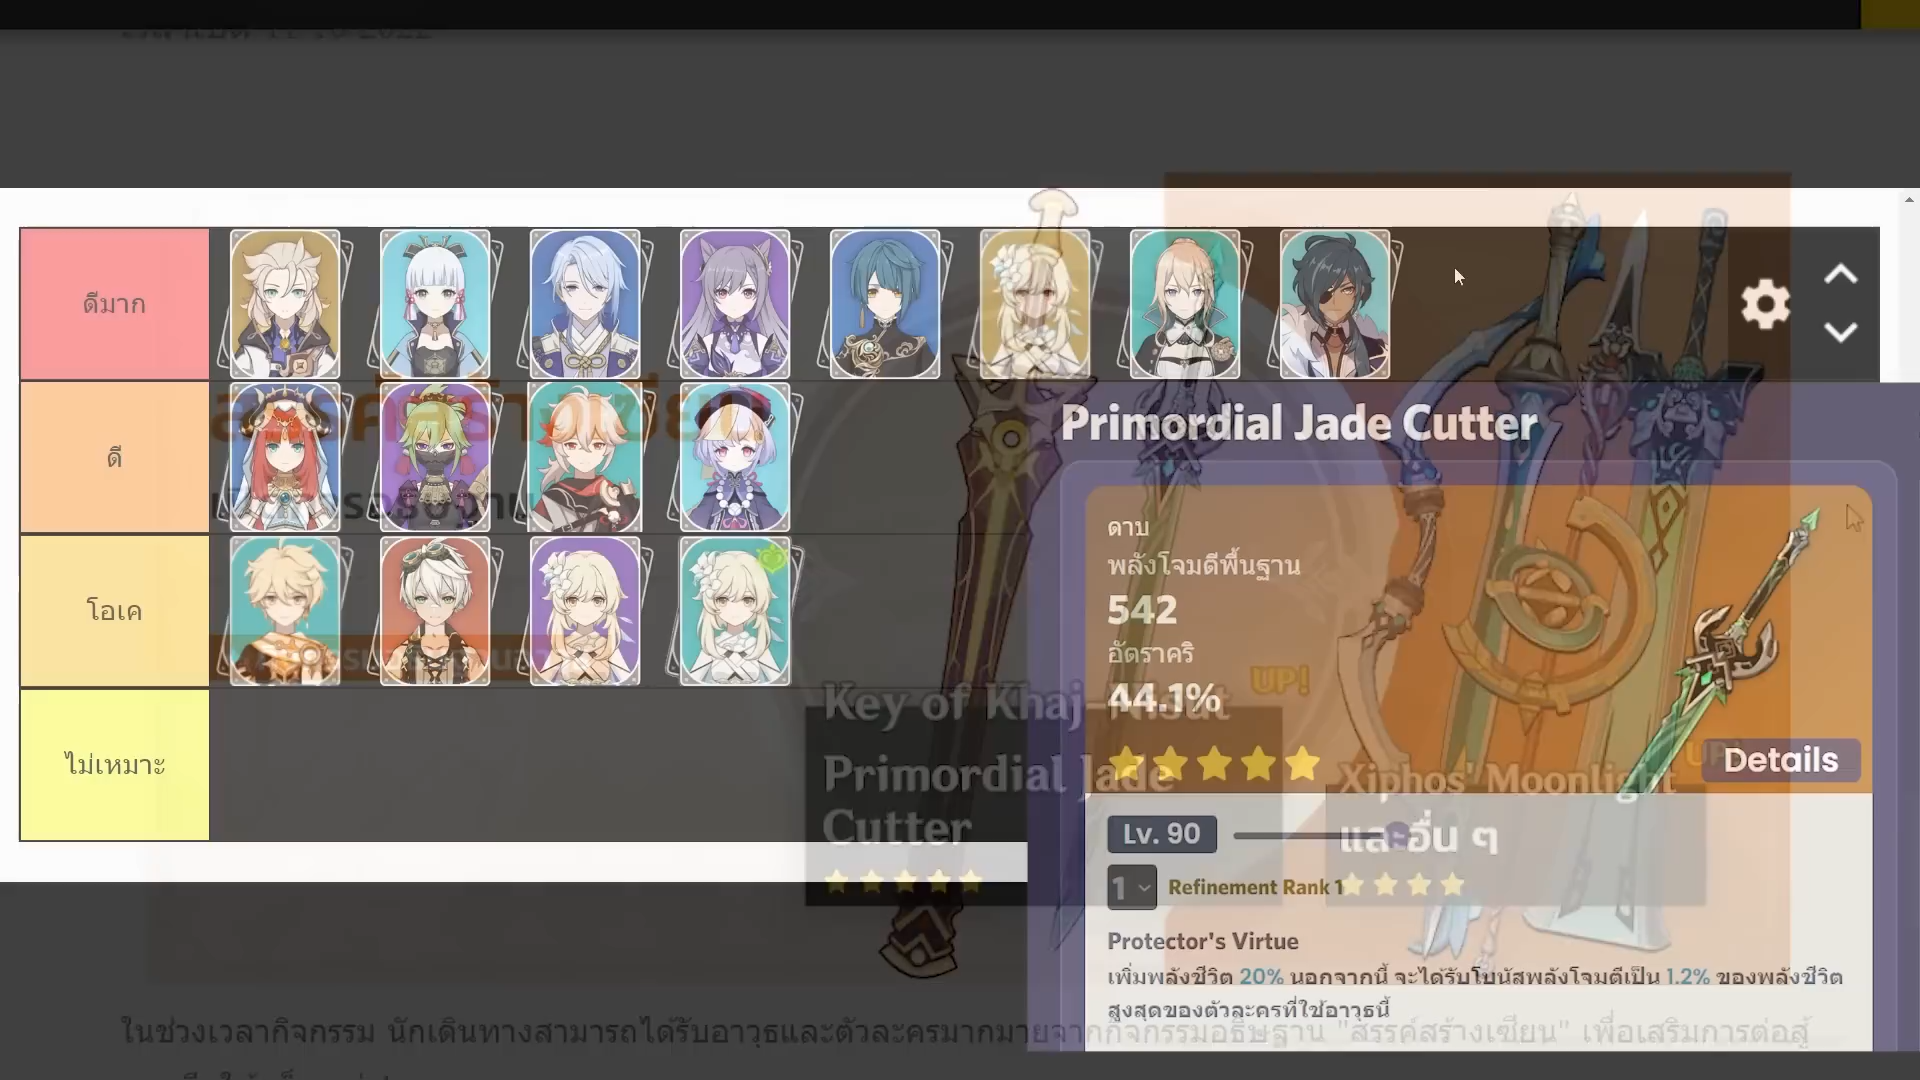 ดีมาก
ดี
โอเค
ไม่เหมาะ
Primordial Jade Cutter
ดาบ
พลังโจมตีพื้นฐาน
542
อัตราคริ
44.1%
UP!
Details
Lv. 90
1
Refinement Rank 1
Protector's Virtue
เพิ่มพลังชีวิต 20% นอกจากนี้ จะได้รับโบนัสพลังโจมตีเป็น 1.2% ของพลังชีวิต
สูงสุดของตัวละครที่ใช้อาวุธนี้
Key of Khaj-Nisut
Primordial Jade
Cutter
UP!
Xiphos' Moonlight
และอื่น ๆ
ในช่วงเวลากิจกรรม นักเดินทางสามารถได้รับอาวุธและตัวละครมากมายจากกิจกรรมอธิษฐาน "สรรค์สร้างเซียน" เพื่อเสริมการต่อสู้